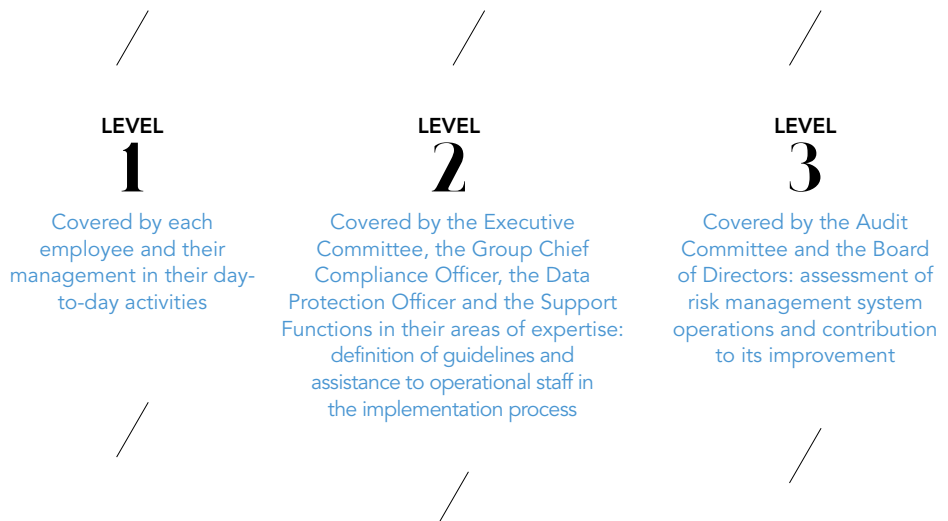 LEVEL
1
Covered by each
employee and their
management in their day-
to-day activities
LEVEL
2
Covered by the Executive
Committee, the Group Chief
Compliance Officer, the Data
Protection Officer and the Support
Functions in their areas of expertise:
definition of guidelines and
assistance to operational staff in
the implementation process
LEVEL
3
Covered by the Audit
Committee and the Board
of Directors: assessment of
risk management system
operations and contribution
to its improvement